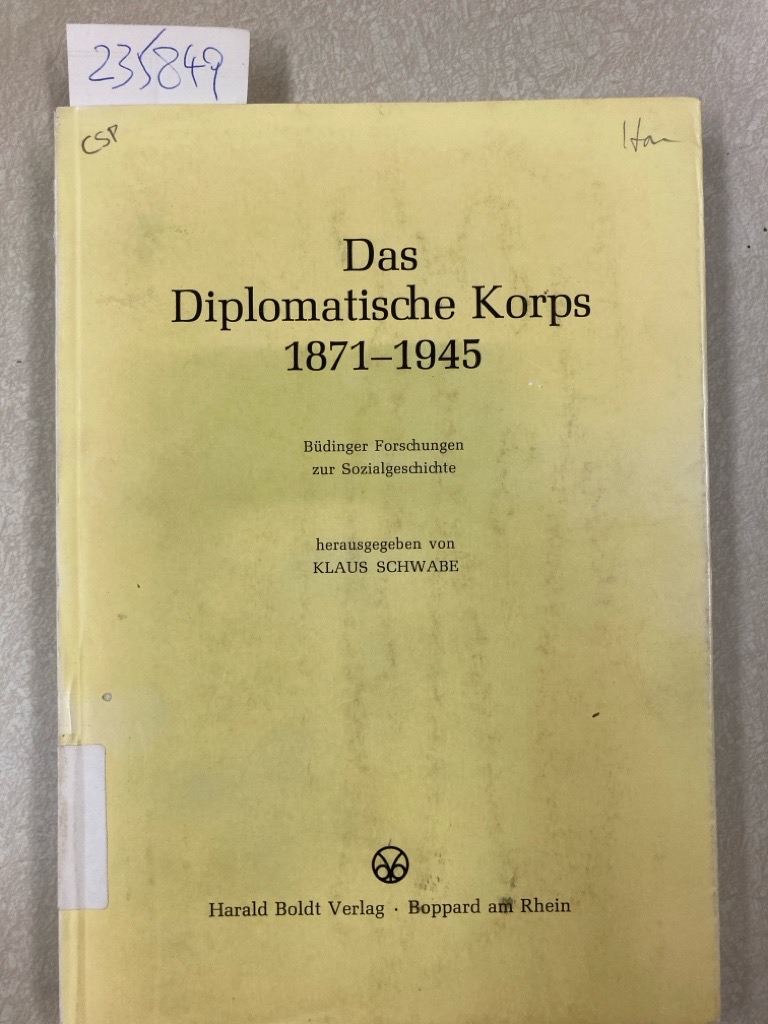 235849
CSP
Das
Diplomatische Korps
1871–1945
Büdinger Forschungen
zur Sozialgeschichte
herausgegeben von
KLAUS SCHWABE
Harald Boldt Verlag · Boppard am Rhein